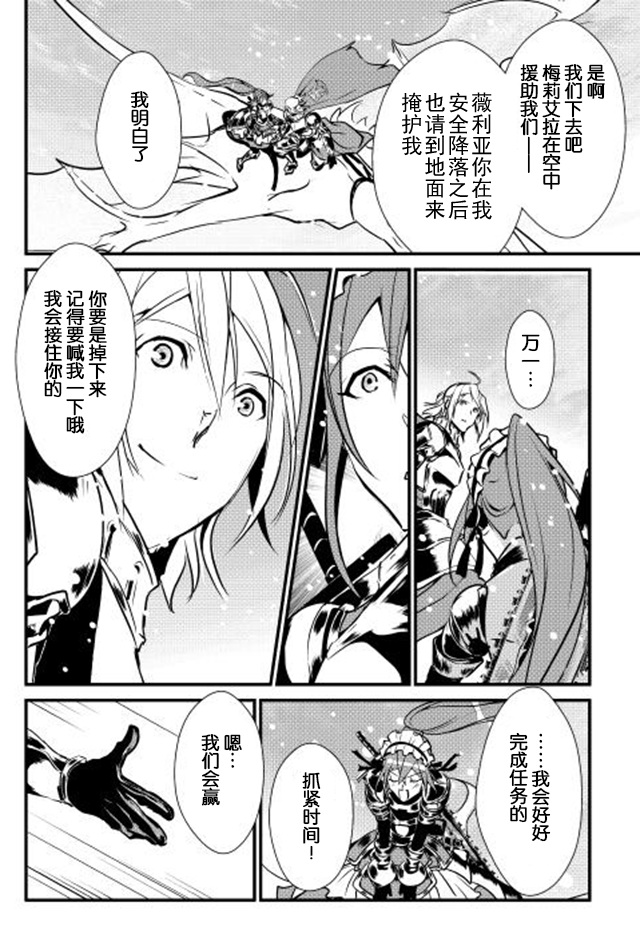 是啊
我们下去吧
梅莉艾拉在空中
援助我们——
薇利亚你在我
安全降落之后
也请到地面来
掩护我
我明白了
万一…
你要是掉下来
记得要喊我一下哦
我会接住你的
……我会好好
完成任务的
抓紧
时间！
嗯…
我们会赢